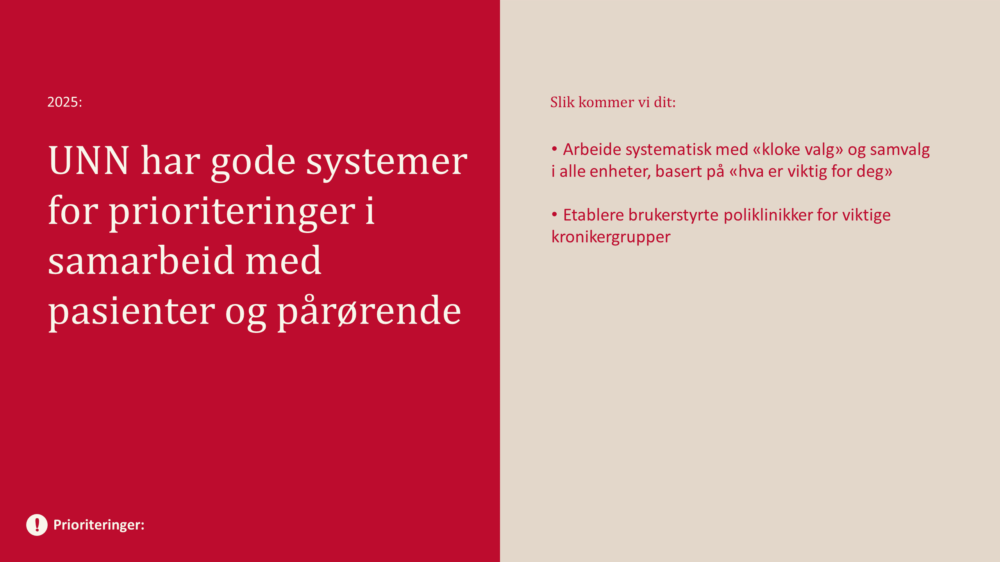 2025:
UNN har gode systemer
for prioriteringer i
samarbeid med
pasienter og pårørende
Prioriteringer:
Slik kommer vi dit:
• Arbeide systematisk med «kloke valg» og samvalg
i alle enheter, basert på «hva er viktig for deg»
• Etablere brukerstyrte poliklinikker for viktige
kronikergrupper